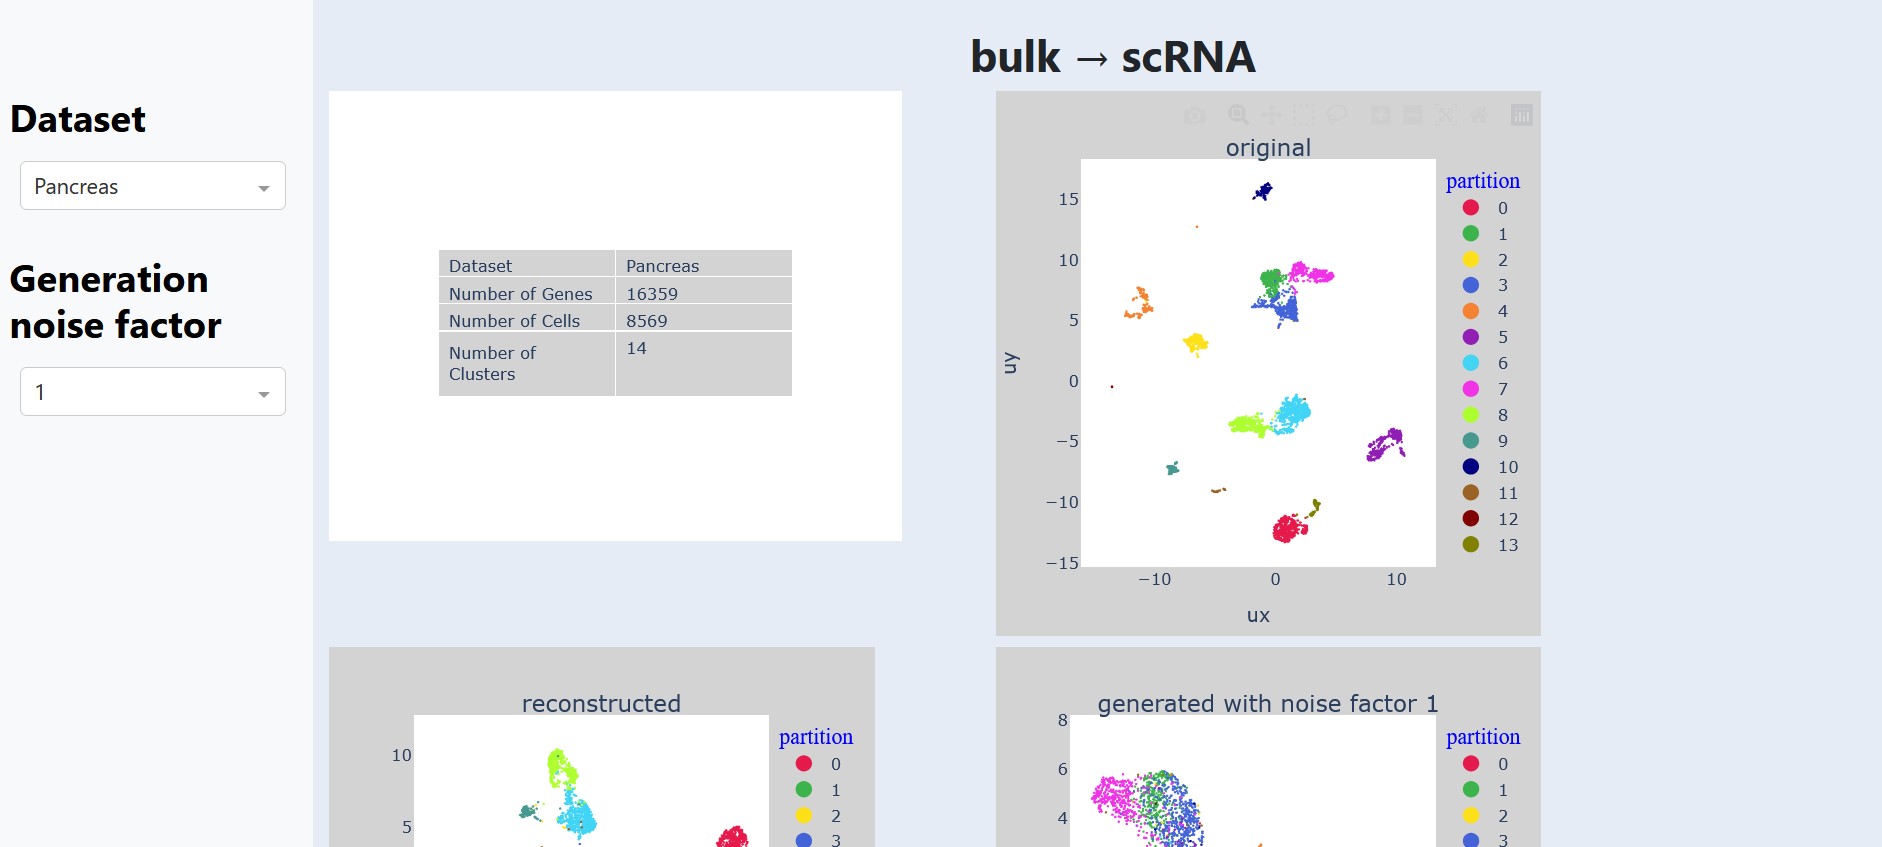 bulk → scRNA
Dataset
Pancreas
Generation
noise factor
1
Dataset Pancreas
Number of Genes 16359
Number of Cells 8569
Number of Clusters 14
original
partition
0
1
2
3
4
5
6
7
8
9
10
11
12
13
15
10
5
0
−5
−10
−15
uy
−10 0 10
ux
reconstructed
partition
0
1
2
3
10
5
generated with noise factor 1
partition
0
1
2
3
8
6
4